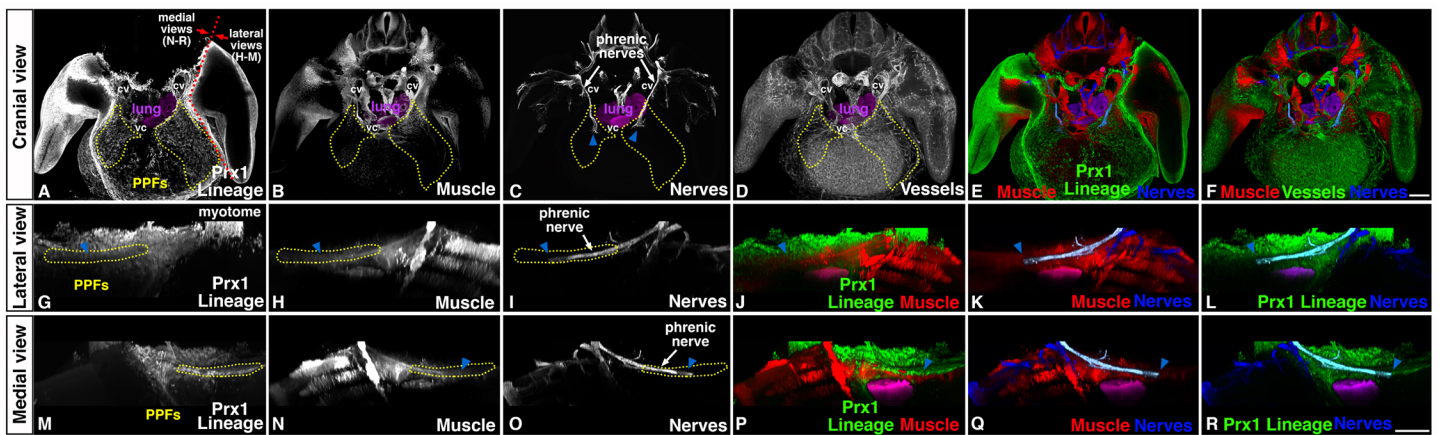 Cranial view
medial
views
(N-R)
lateral
views
(H-M)
cv
cv
lung
vc
PPFs
Prx1
Lineage
A
cv
cv
lung
vc
B
Muscle
phrenic
nerves
cv
cv
lung
vc
C
Nerves
cv
cv
lung
vc
D
Vessels
Prx1
Lineage
E
Muscle
Nerves
F
Muscle
Vessels
Nerves
Lateral view
myotome
PPFs
Prx1
Lineage
G
H
Muscle
phrenic
nerve
I
Nerves
Prx1
J
Lineage
Muscle
K
Muscle
Nerves
L
Prx1 Lineage
Nerves
Medial view
PPFs
Prx1
Lineage
M
N
Muscle
phrenic
nerve
O
Nerves
Prx1
P
Lineage
Muscle
Q
Muscle
Nerves
R
Prx1 Lineage
Nerves